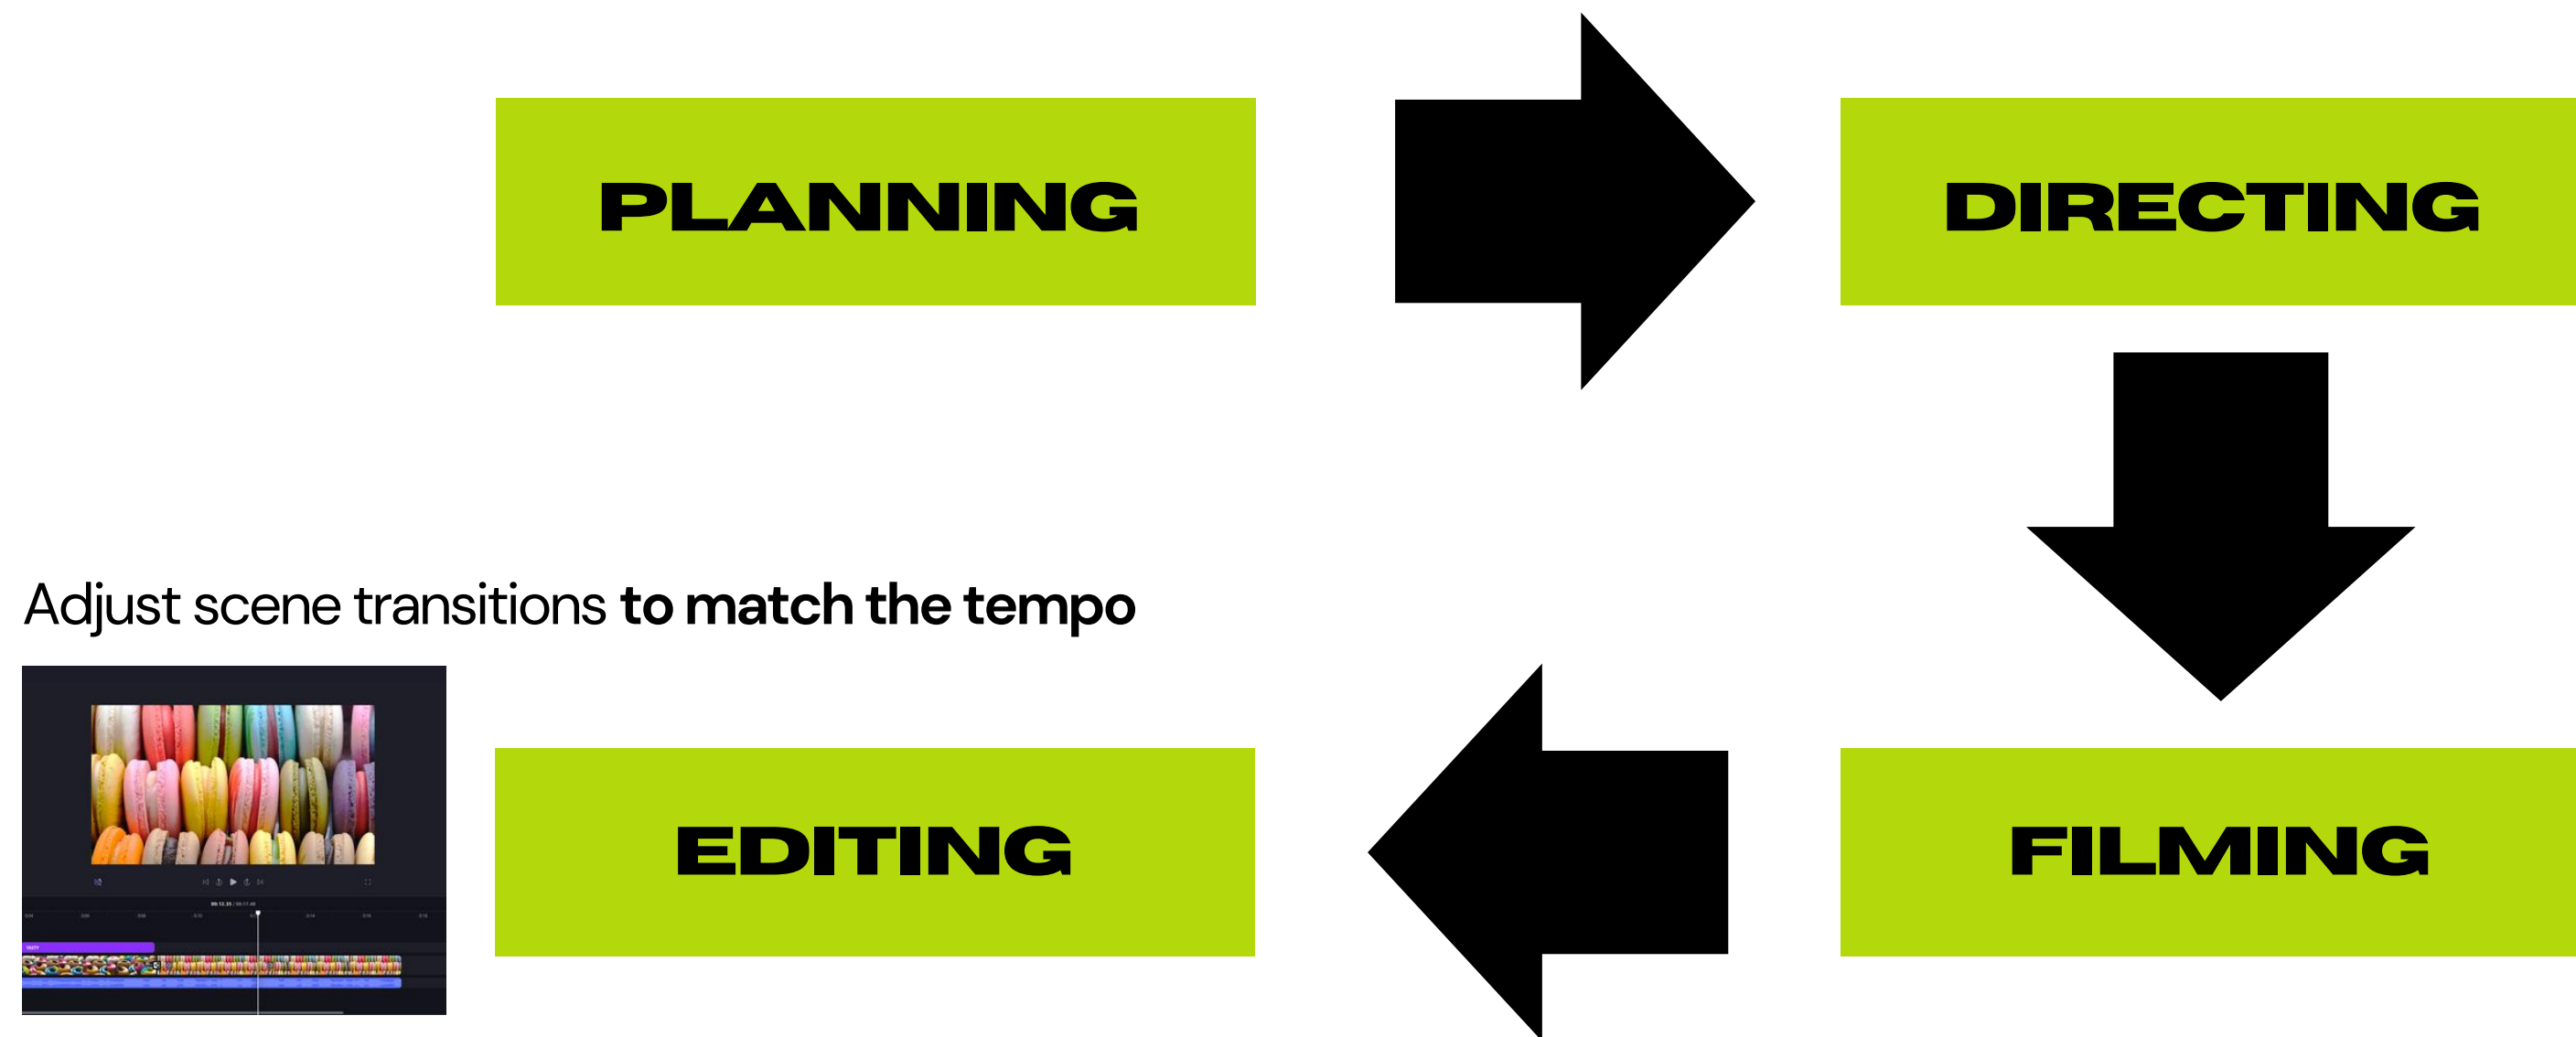 PLANNING
DIRECTING
Adjust scene transitions to match the tempo
EDITING
FILMING